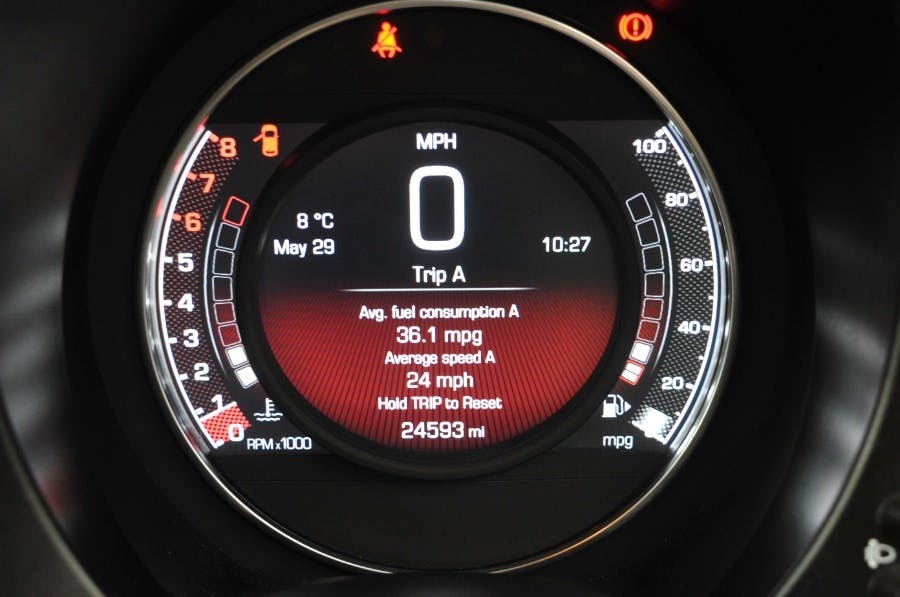 MPH
0
8 °C
May 29
10:27
Trip A
Avg. fuel consumption A
36.1 mpg
Average speed A
24 mph
Hold TRIP to Reset
24593 mi
8
7
6
5
4
3
2
1
0
RPM x1000
100
80
60
40
20
mpg